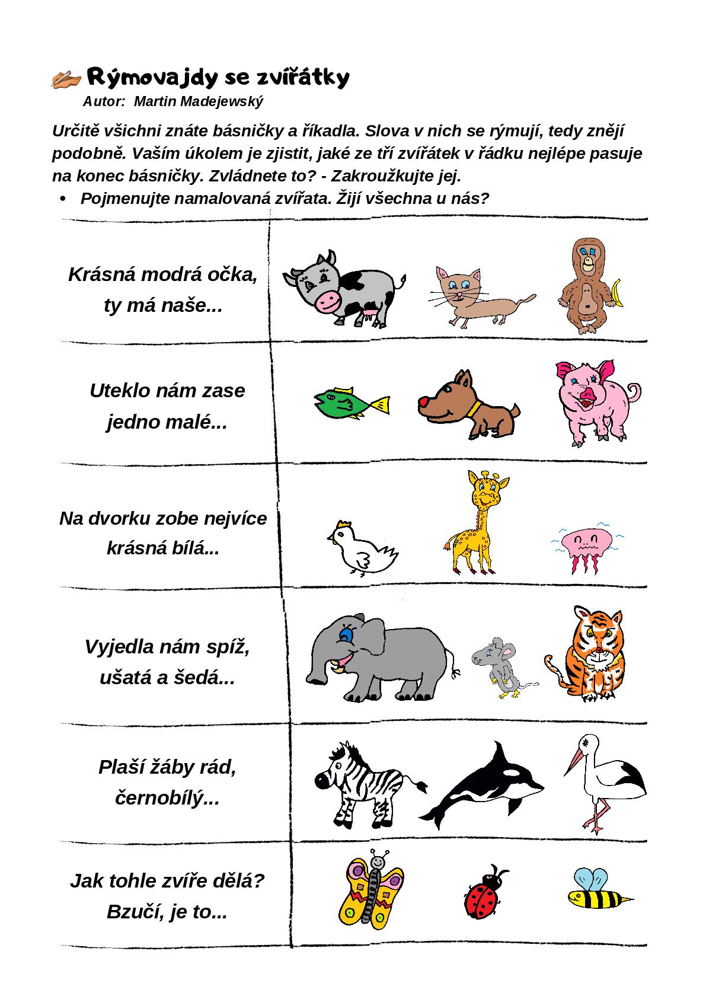 Rýmovajdy se zvířátky
Autor: Martin Madejewský
Určitě všichni znáte básničky a říkadla. Slova v nich se rýmují, tedy znějí
podobně. Vaším úkolem je zjistit, jaké ze tří zvířátek v řádku nejlépe pasuje
na konec básničky. Zvládnete to? - Zakroužkujte jej.
• Pojmenujte namalovaná zvířata. Žijí všechna u nás?
Krásná modrá očka,
ty má naše...
Uteklo nám zase
jedno malé...
Na dvorku zobe nejvíce
krásná bílá...
Vyjedla nám spíž,
ušatá a šedá...
Plaší žáby rád,
černobílý...
Jak tohle zvíře dělá?
Bzučí, je to...